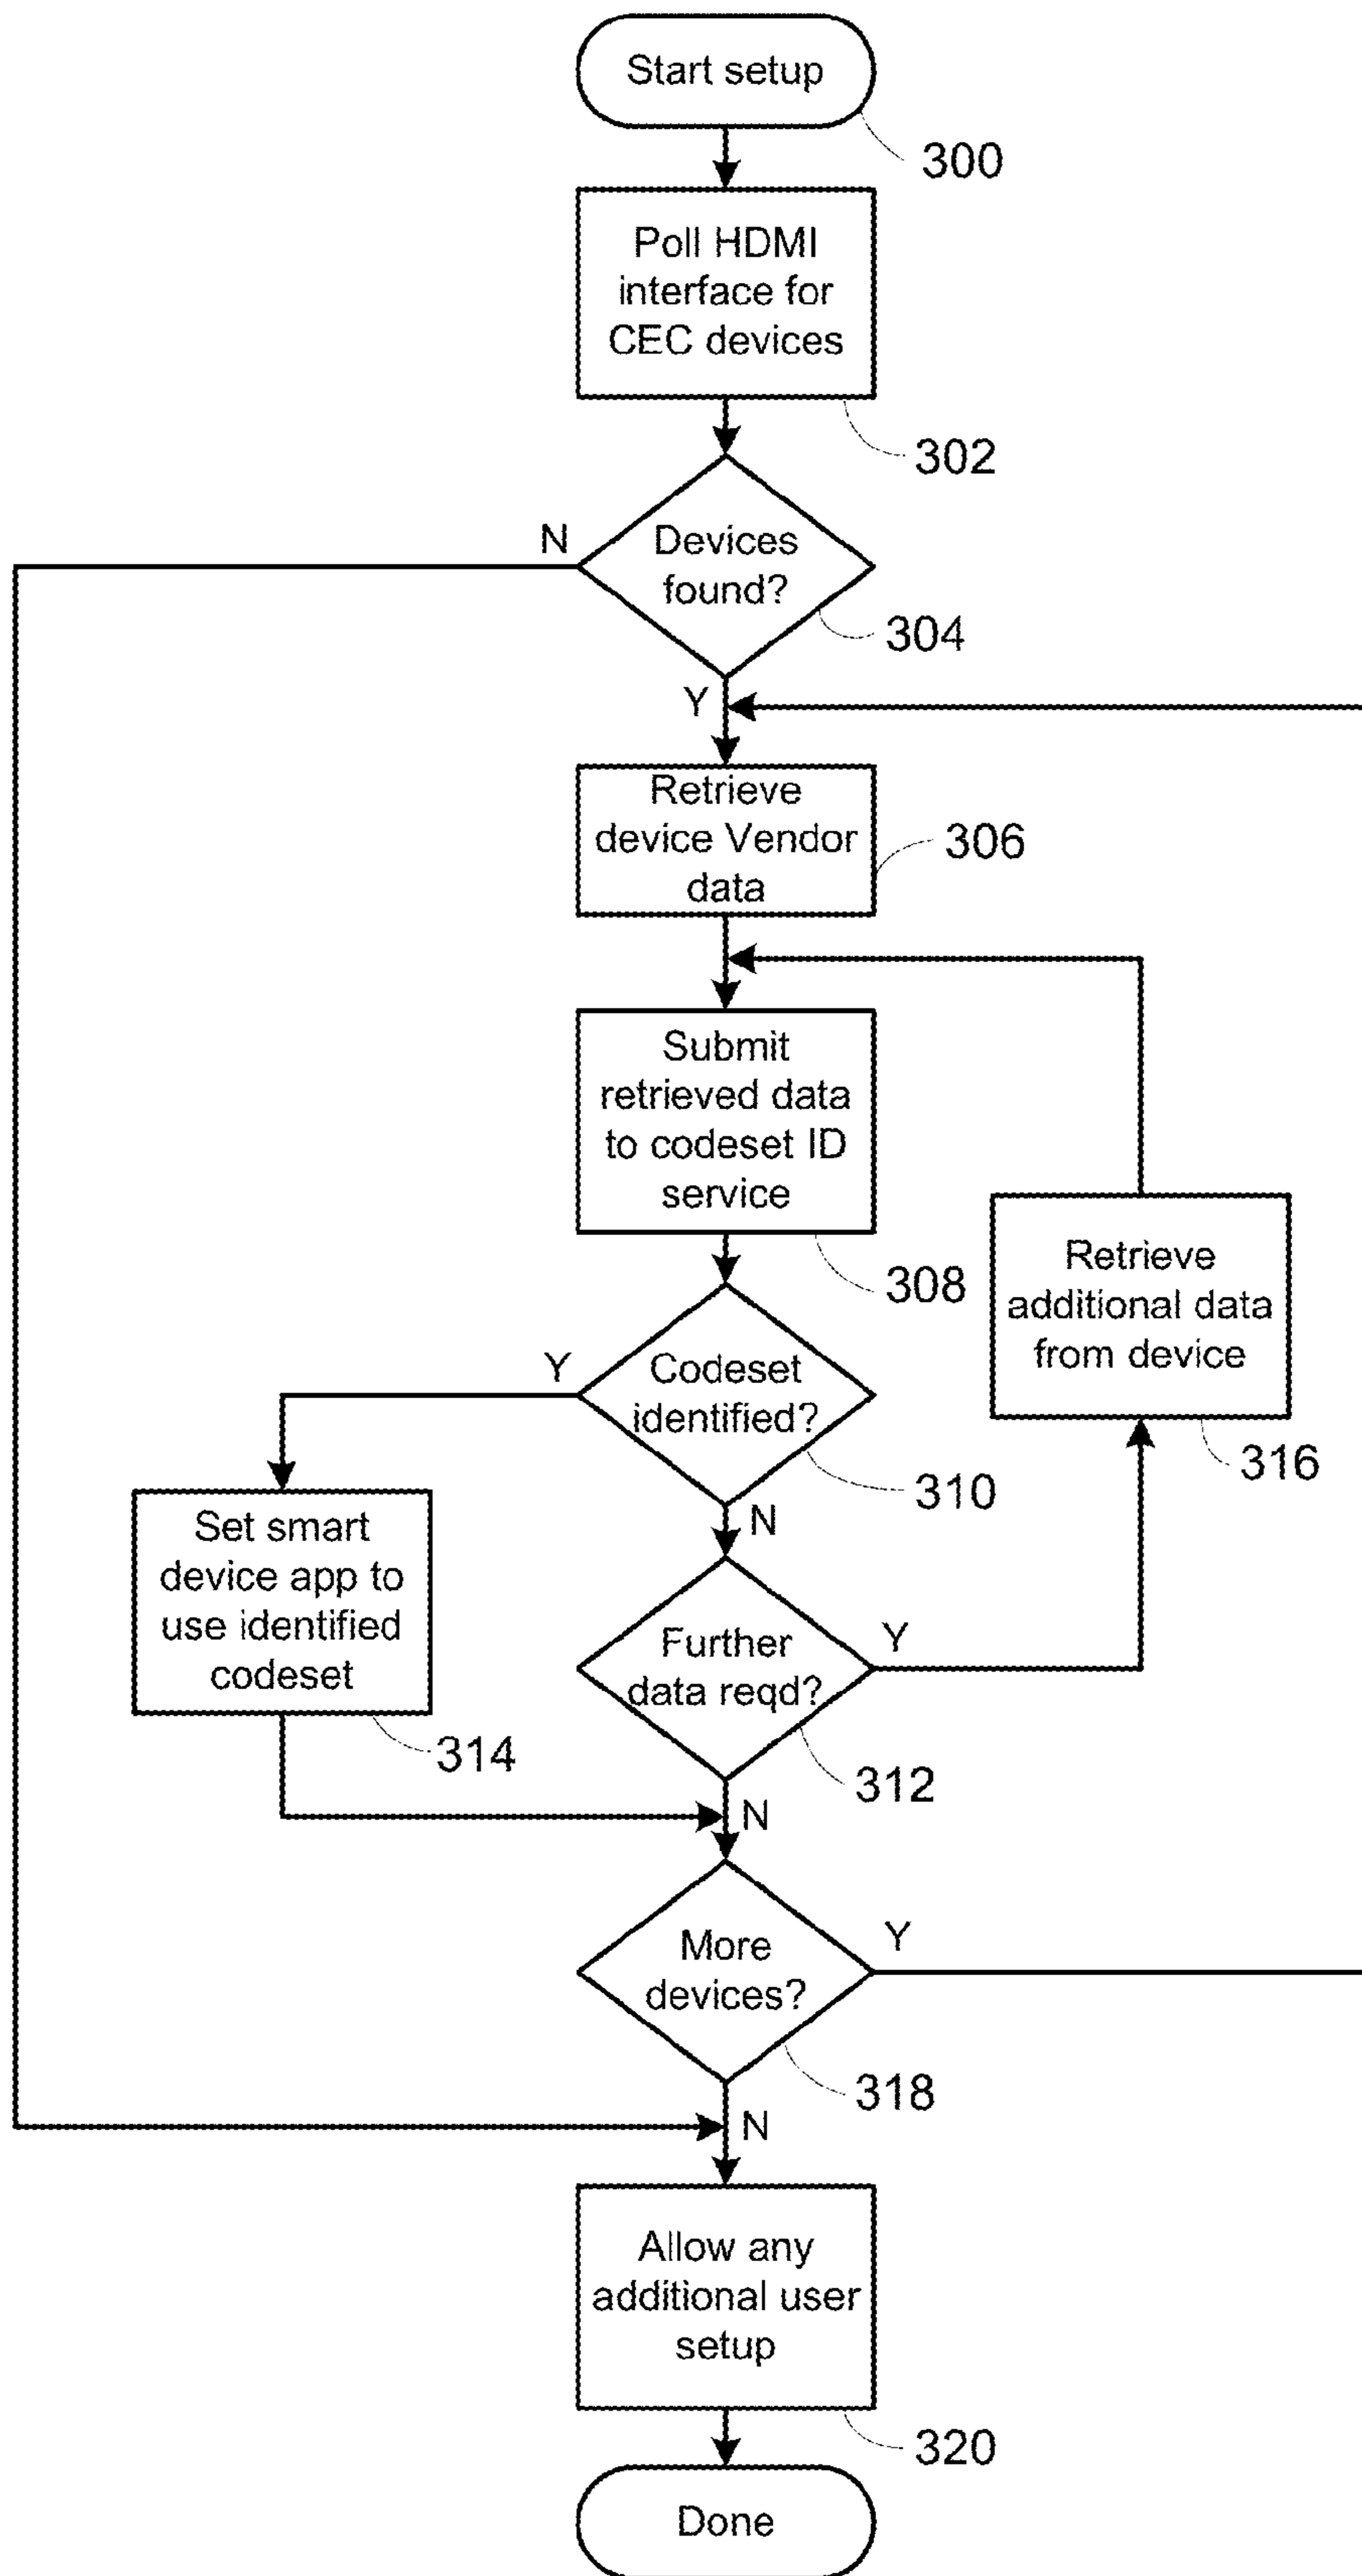 Start setup
300
Poll HDMI
interface for
CEC devices
302
N
Devices
found?
304
Y
Retrieve
device Vendor
data
306
Submit
retrieved data
to codeset ID
service
308
Retrieve
additional data
from device
316
Y
Codeset
identified?
310
N
Set smart
device app to
use identified
codeset
314
Further
data reqd?
Y
312
N
More
devices?
Y
318
N
Allow any
additional user
setup
320
Done